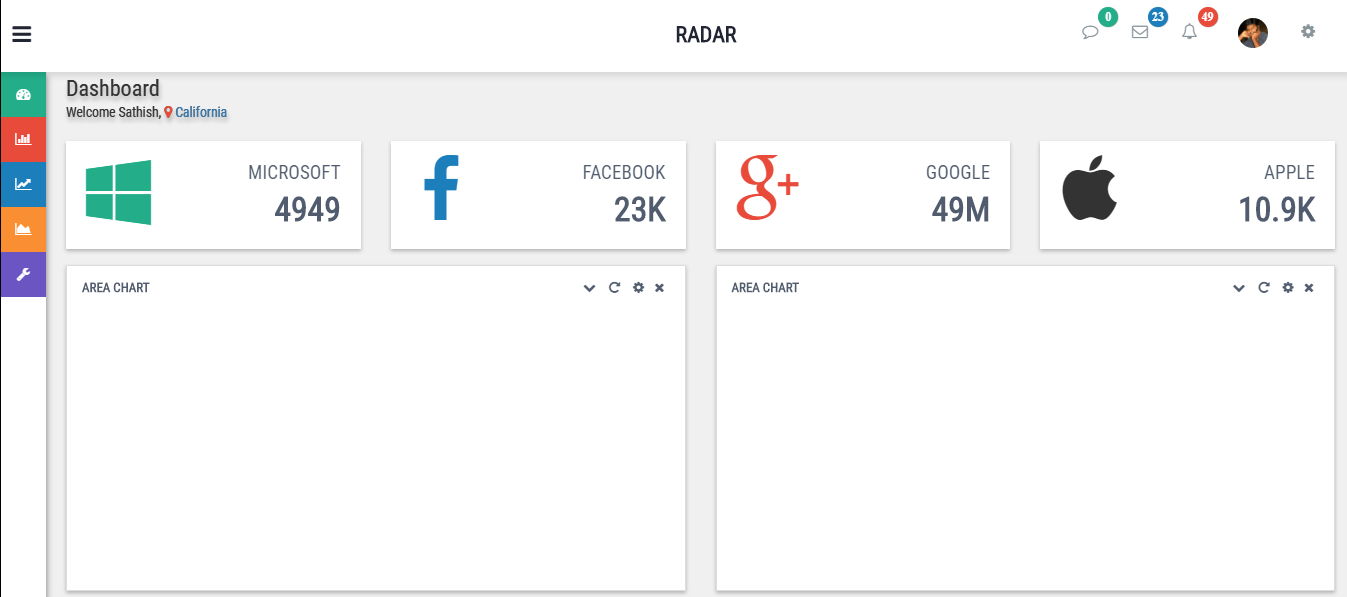 RADAR
0
23
49
Dashboard
Welcome Sathish, California
MICROSOFT
4949
FACEBOOK
23K
GOOGLE
49M
APPLE
10.9K
AREA CHART
AREA CHART